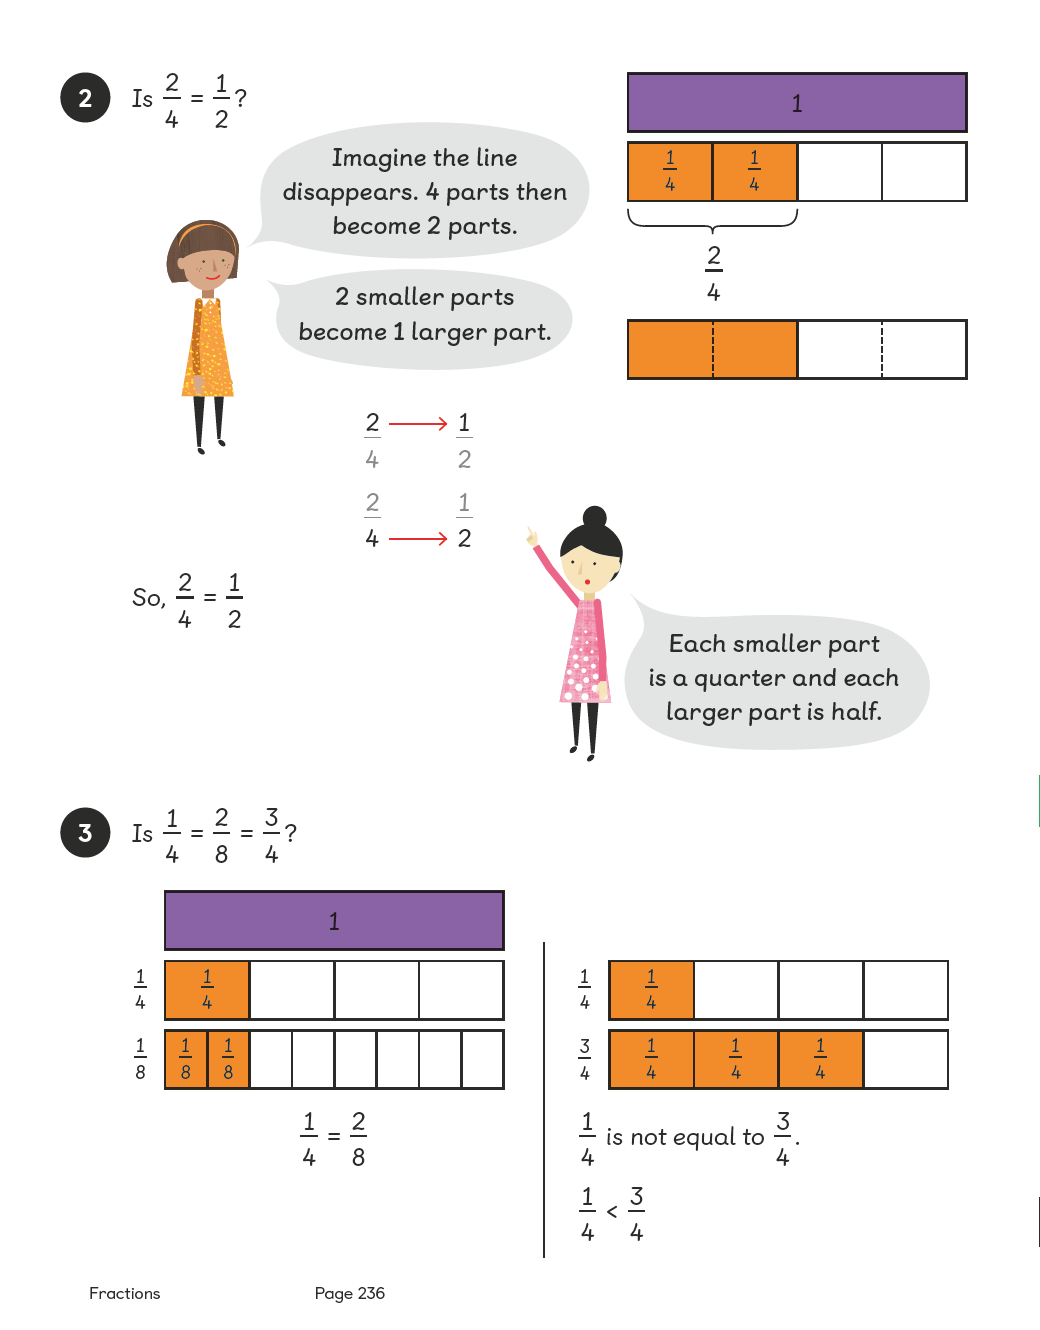 2
Is 2/4 = 1/2?
1
1/4 1/4
2/4
Imagine the line
disappears. 4 parts then
become 2 parts.
2 smaller parts
become 1 larger part.
2/4 → 1/2
2/4 → 1/2
So, 2/4 = 1/2
Each smaller part
is a quarter and each
larger part is half.
3
Is 1/4 = 2/8 = 3/4?
1
1/4 1/4
1/8 1/8 1/8
1/4 = 2/8
1/4 1/4
3/4 1/4 1/4 1/4
1/4 is not equal to 3/4.
1/4 < 3/4
Fractions Page 236